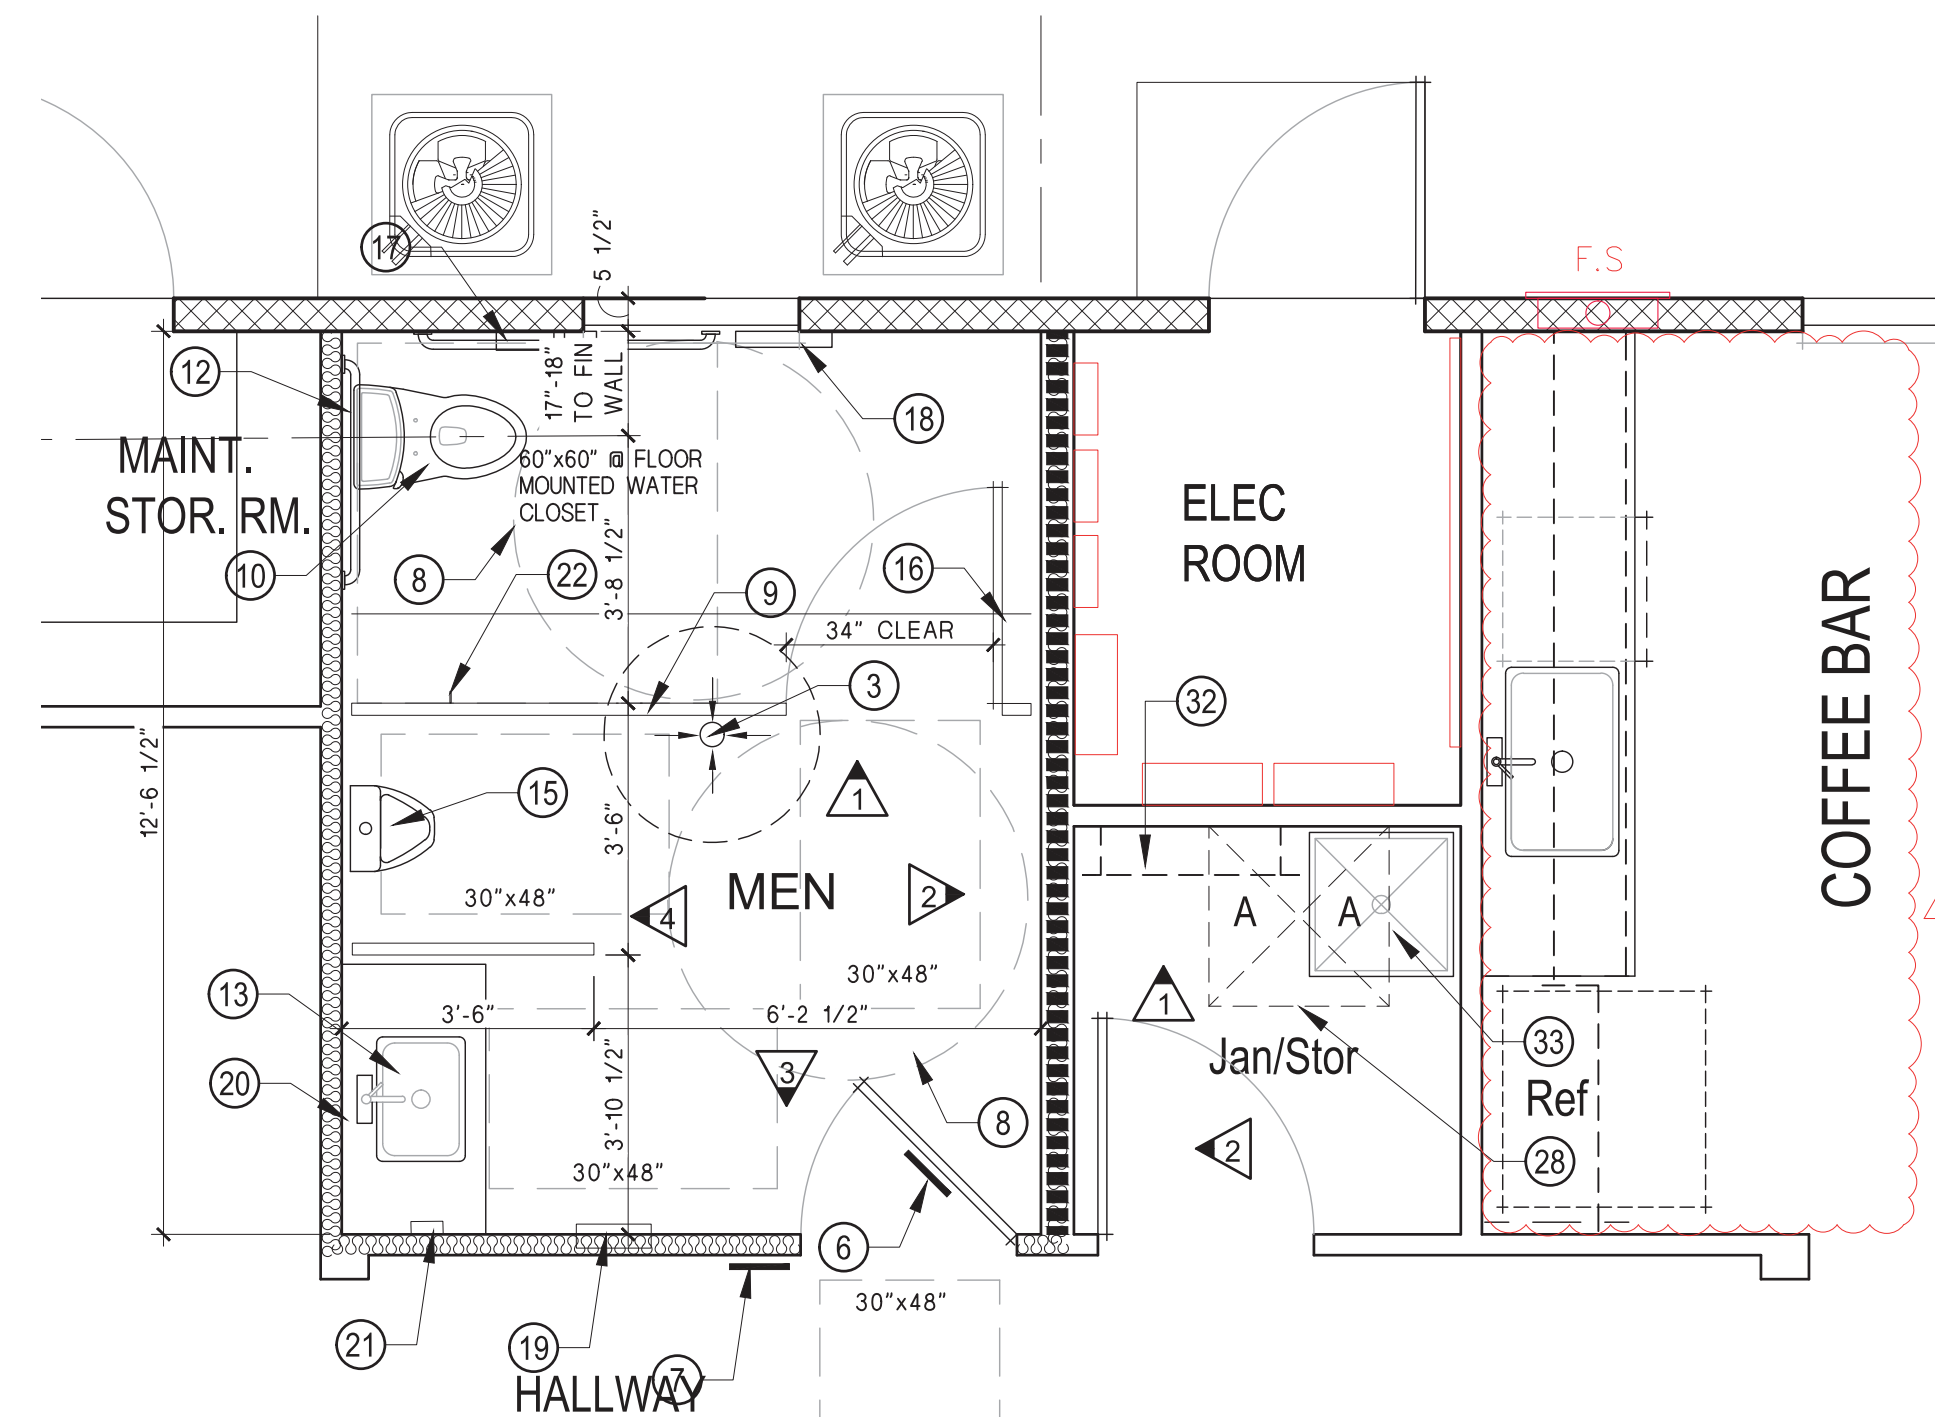 17
5 1/2"
F.S
12
17"-18"
TO FIN
WALL
18
MAINT.
STOR. RM.
60"x60" @ FLOOR
MOUNTED WATER
CLOSET
ELEC
ROOM
10
8
22
9
16
3'-8 1/2"
34" CLEAR
3
32
COFFEE BAR
12'-6 1/2"
15
1
3'-6"
30"x48"
4
MEN
2
A
A
30"x48"
13
3'-6"
6'-2 1/2"
1
33
Jan/Stor
20
3
3'-10 1/2"
8
Ref
2
28
30"x48"
6
30"x48"
21
19
7
HALLWAY